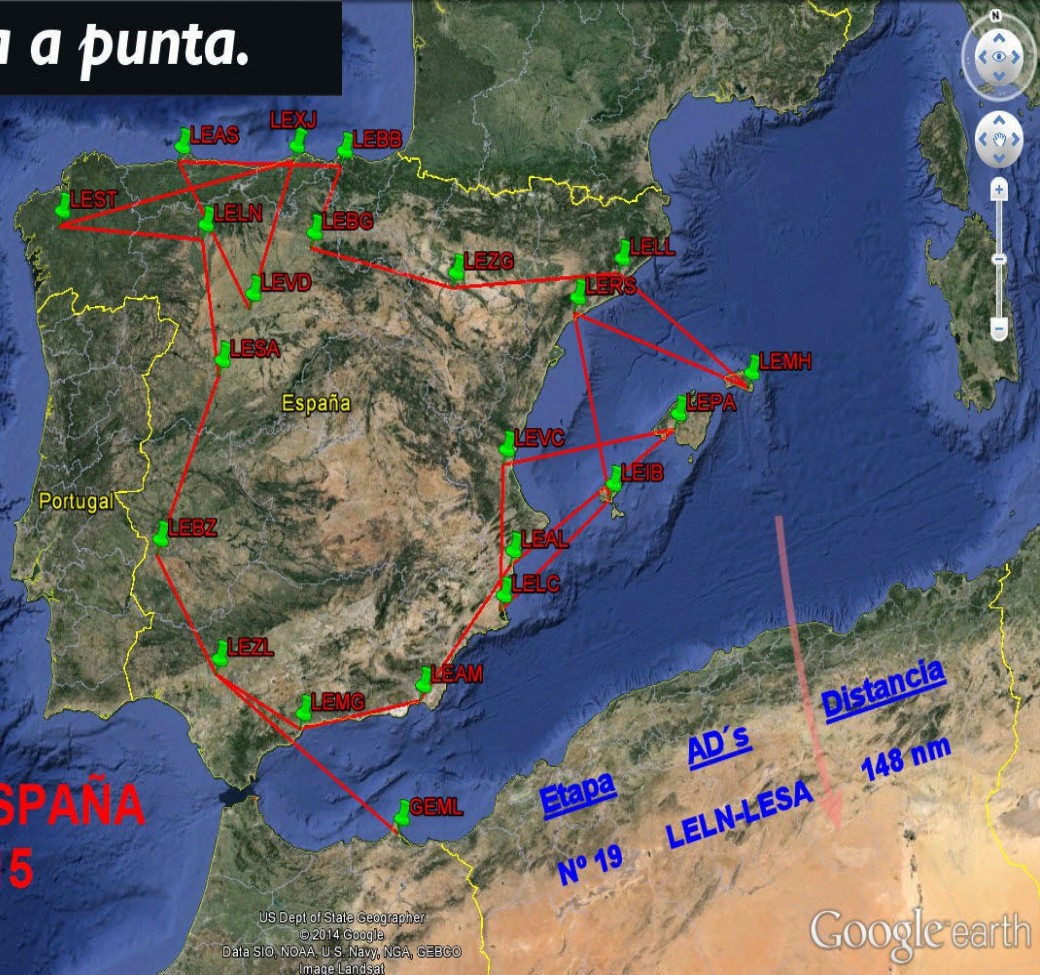 a a punta.
N
LEAS
LEXJ
LEBB
LEST
LELN
LEBG
LEZG
LELL
LEVD
LERS
LESA
LEMH
España
LEPA
LEVC
Portugal
LEIB
LEBZ
LEAL
LELC
LEZL
LEAM
LEMG
GEML
SPAÑA
15
Etapa AD´s Distancia
Nº 19 LELN-LESA 148 nm
US Dept of State Geographer
© 2014 Google
Data SIO, NOAA, U.S. Navy, NGA, GEBCO
Image Landsat
Google earth